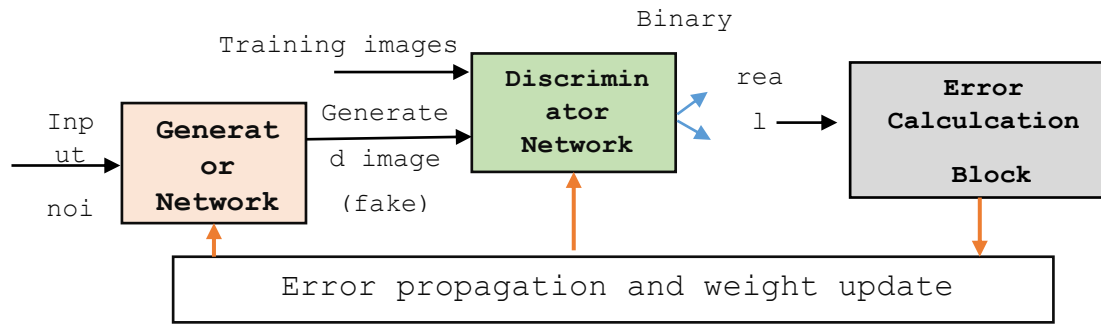 Binary
Training images
Discrimin
ator
Network
rea
l
Error
Calculcation
Block
Inp
ut
noi
Generat
or
Network
Generate
d image
(fake)
Error propagation and weight update